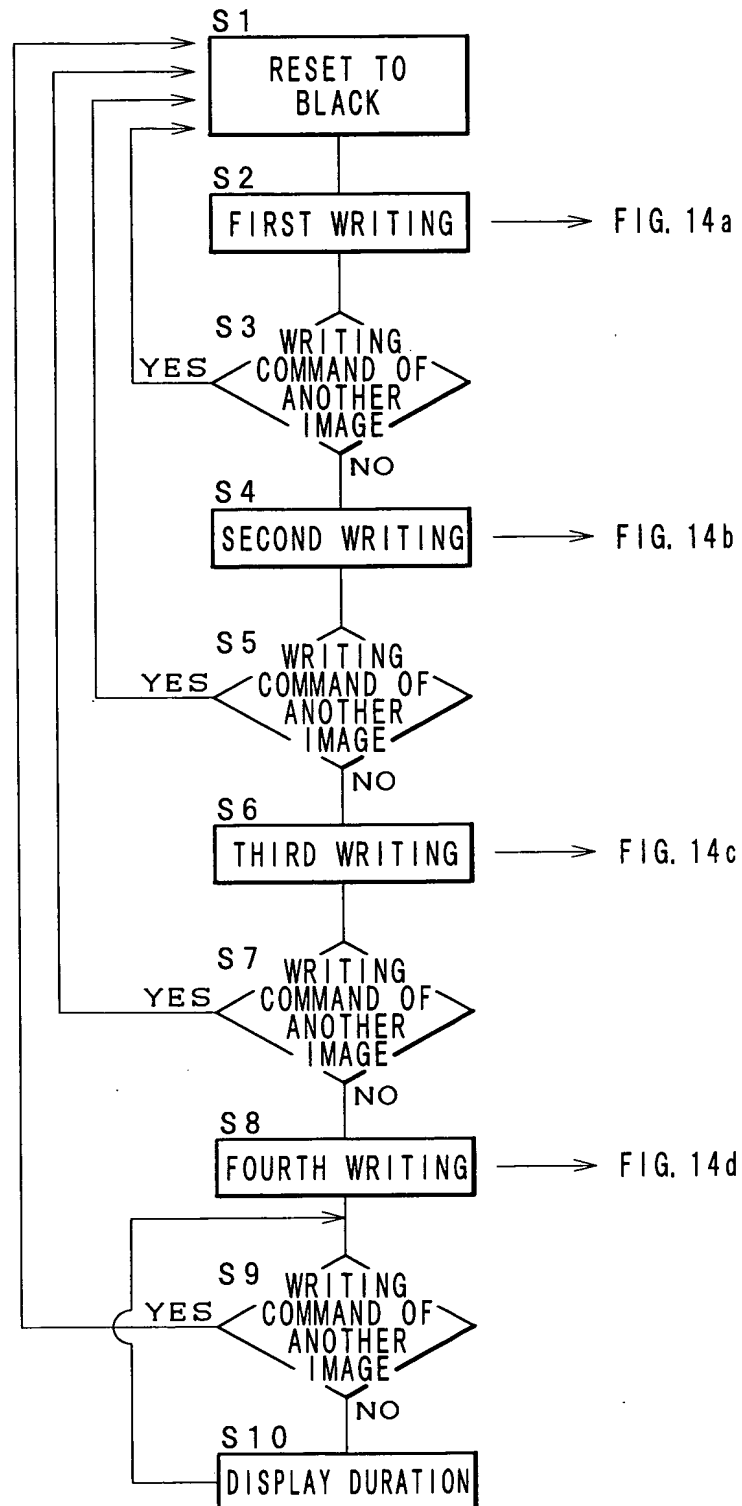 S1
RESET TO
BLACK
S2
FIRST WRITING
FIG. 14a
S3
WRITING
COMMAND OF
ANOTHER
IMAGE
YES
NO
S4
SECOND WRITING
FIG. 14b
S5
WRITING
COMMAND OF
ANOTHER
IMAGE
YES
NO
S6
THIRD WRITING
FIG. 14c
S7
WRITING
COMMAND OF
ANOTHER
IMAGE
YES
NO
S8
FOURTH WRITING
FIG. 14d
S9
WRITING
COMMAND OF
ANOTHER
IMAGE
YES
NO
S10
DISPLAY DURATION